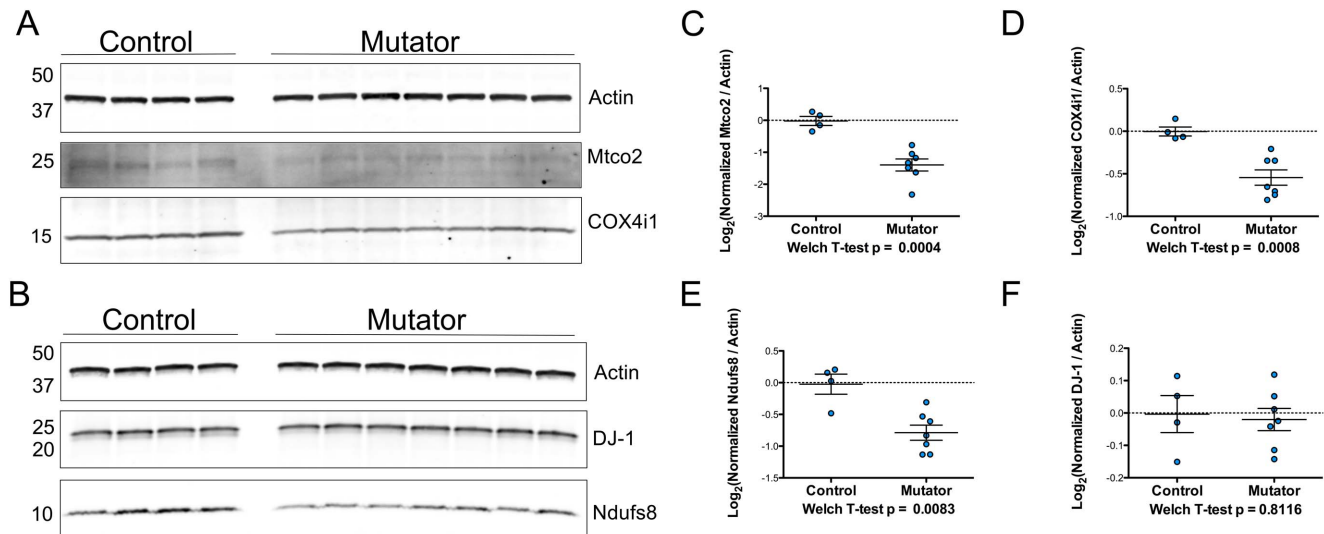 A
Control
Mutator
50
37
Actin
25
Mtco2
15
COX4i1
B
Control
Mutator
50
37
Actin
25
20
DJ-1
10
Ndufs8
C
Log2(Normalized Mtco2 / Actin)
1
0
-1
-2
-3
Control Mutator
Welch T-test p = 0.0004
D
Log2(Normalized COX4i1/ Actin)
0.5
0.0
-0.5
-1.0
Control Mutator
Welch T-test p = 0.0008
E
Log2(Normalized Ndufs8 / Actin)
0.5
0.0
-0.5
-1.0
-1.5
Control Mutator
Welch T-test p = 0.0083
F
Log2(Normalized DJ-1 / Actin)
0.2
0.1
0.0
-0.1
-0.2
Control Mutator
Welch T-test p = 0.8116